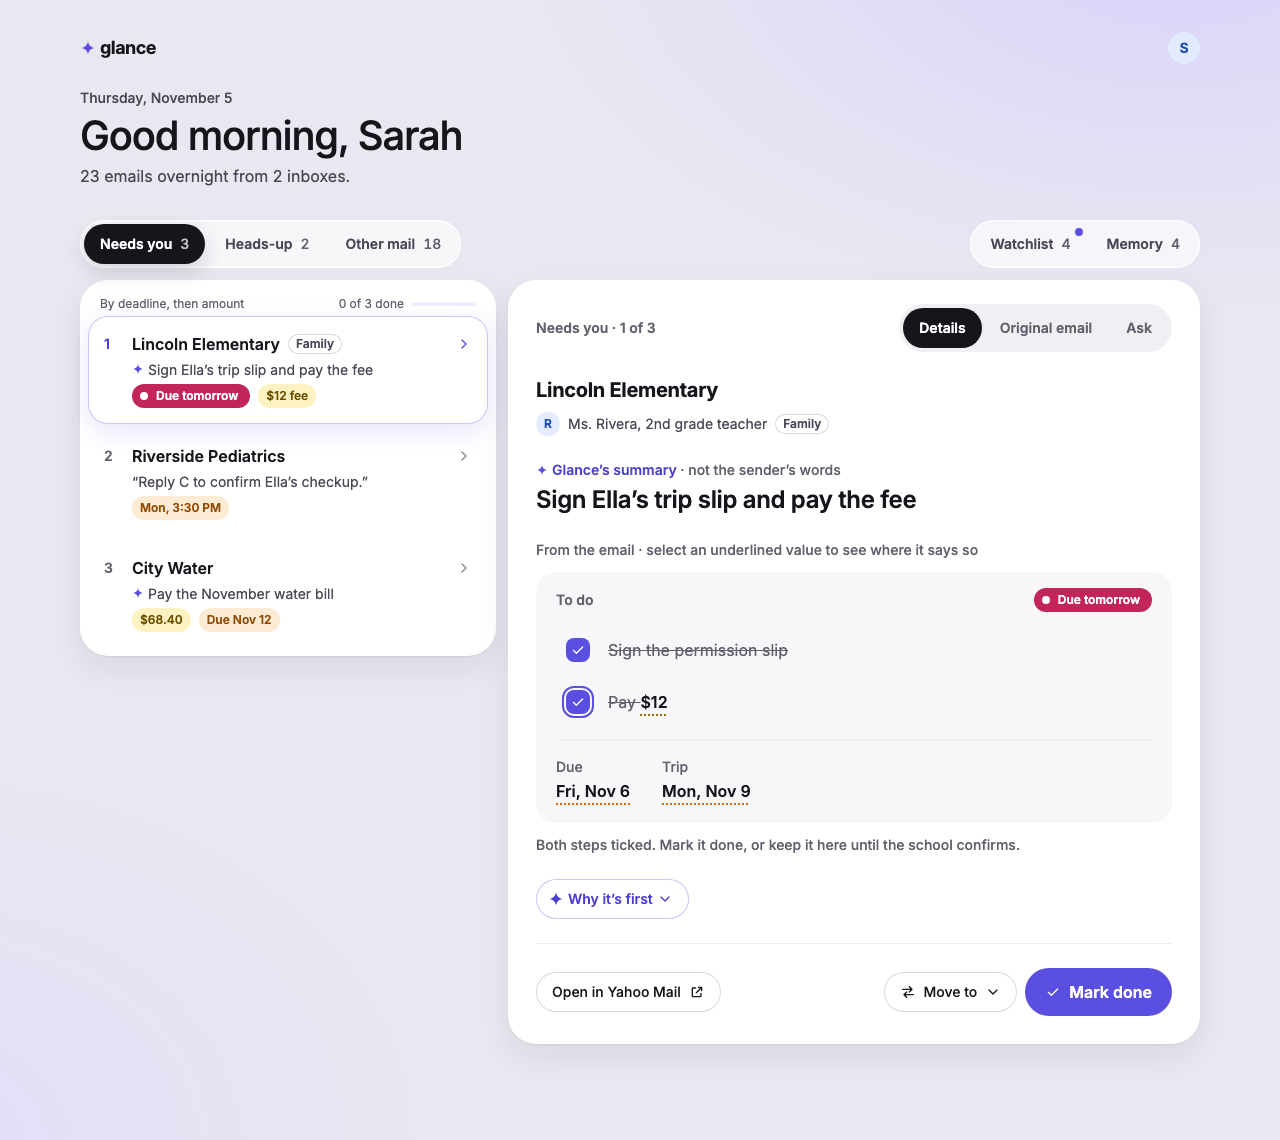 glance
S
Thursday, November 5
Good morning, Sarah
23 emails overnight from 2 inboxes.
Needs you 3
Heads-up 2
Other mail 18
Watchlist 4
Memory 4
By deadline, then amount
0 of 3 done
1 Lincoln Elementary Family
Sign Ella’s trip slip and pay the fee
Due tomorrow $12 fee
2 Riverside Pediatrics
“Reply C to confirm Ella’s checkup.”
Mon, 3:30 PM
3 City Water
Pay the November water bill
$68.40 Due Nov 12
Needs you · 1 of 3
Details Original email Ask
Lincoln Elementary
R Ms. Rivera, 2nd grade teacher Family
Glance’s summary · not the sender’s words
Sign Ella’s trip slip and pay the fee
From the email · select an underlined value to see where it says so
To do Due tomorrow
Sign the permission slip
Pay $12
Due Trip
Fri, Nov 6 Mon, Nov 9
Both steps ticked. Mark it done, or keep it here until the school confirms.
Why it’s first
Open in Yahoo Mail Move to Mark done